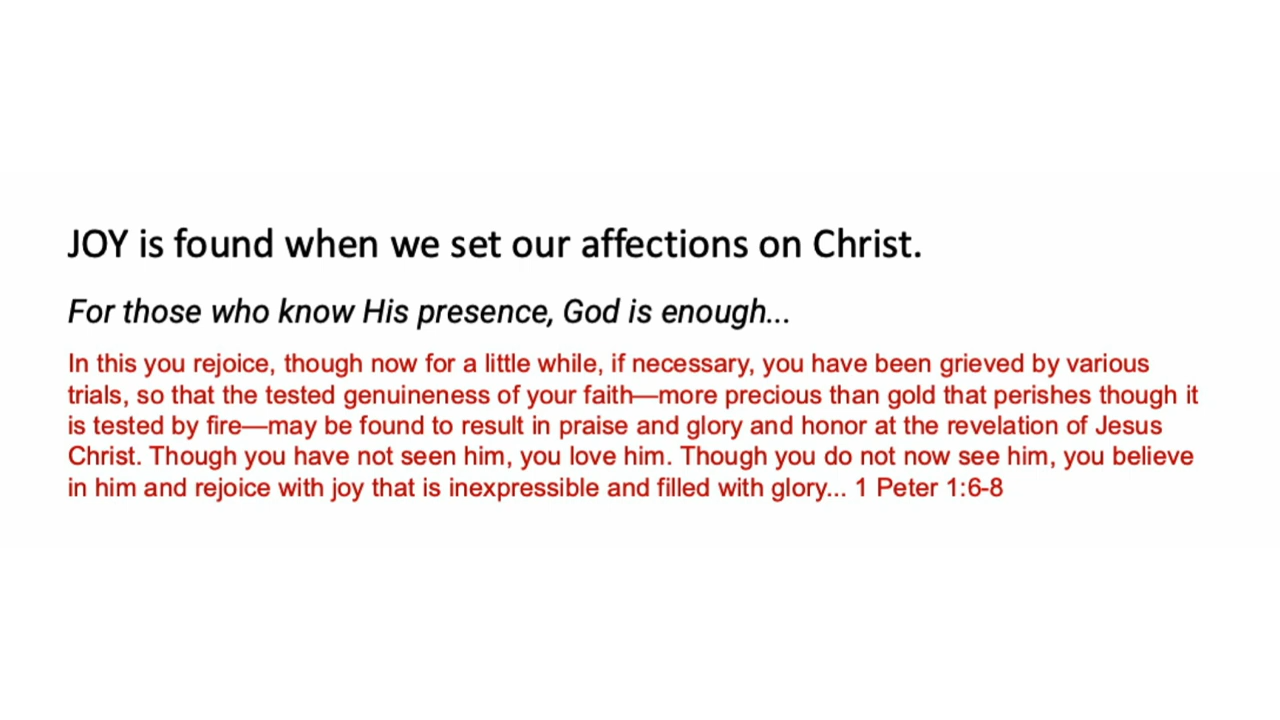 JOY is found when we set our affections on Christ.
For those who know His presence, God is enough...
In this you rejoice, though now for a little while, if necessary, you have been grieved by various
trials, so that the tested genuineness of your faith—more precious than gold that perishes though it
is tested by fire—may be found to result in praise and glory and honor at the revelation of Jesus
Christ. Though you have not seen him, you love him. Though you do not now see him, you believe
in him and rejoice with joy that is inexpressible and filled with glory... 1 Peter 1:6-8